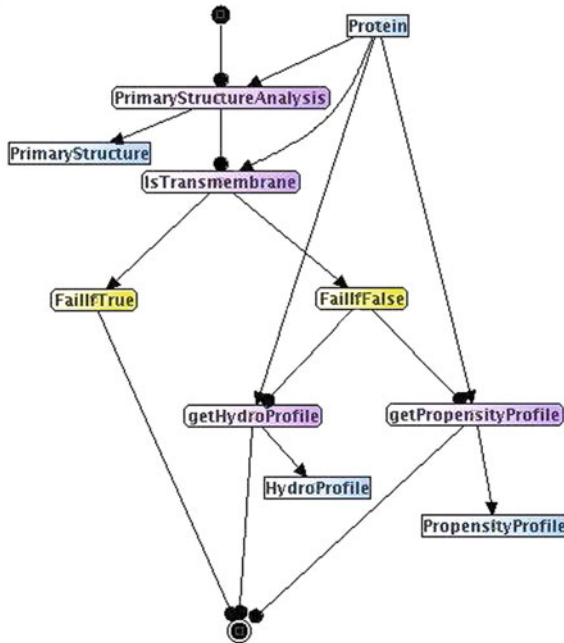 Protein
PrimaryStructureAnalysis
PrimaryStructure
IsTransmembrane
FailIfTrue
FailIfFalse
getHydroProfile
getPropensityProfile
HydroProfile
PropensityProfile